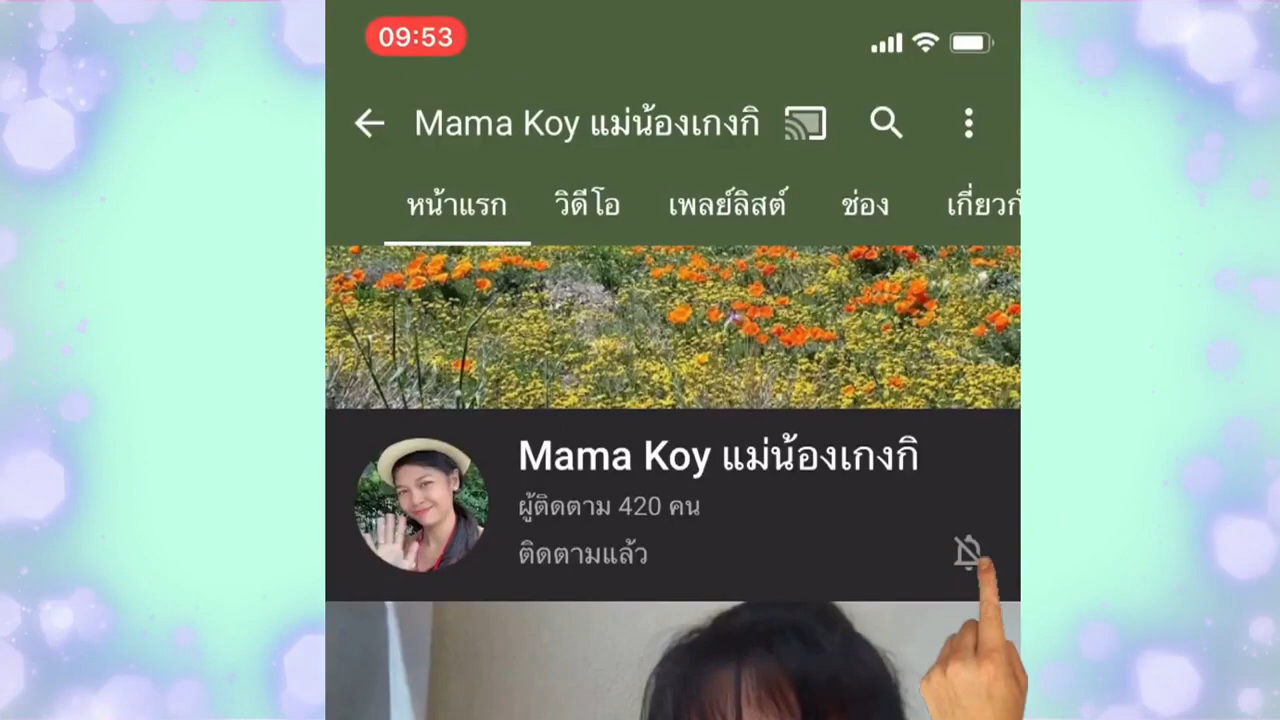 09:53
Mama Koy แม่น้องเกงกิ
หน้าแรก วิดีโอ เพลย์ลิสต์ ช่อง เกี่ยวกั
Mama Koy แม่น้องเกงกิ
ผู้ติดตาม 420 คน
ติดตามแล้ว